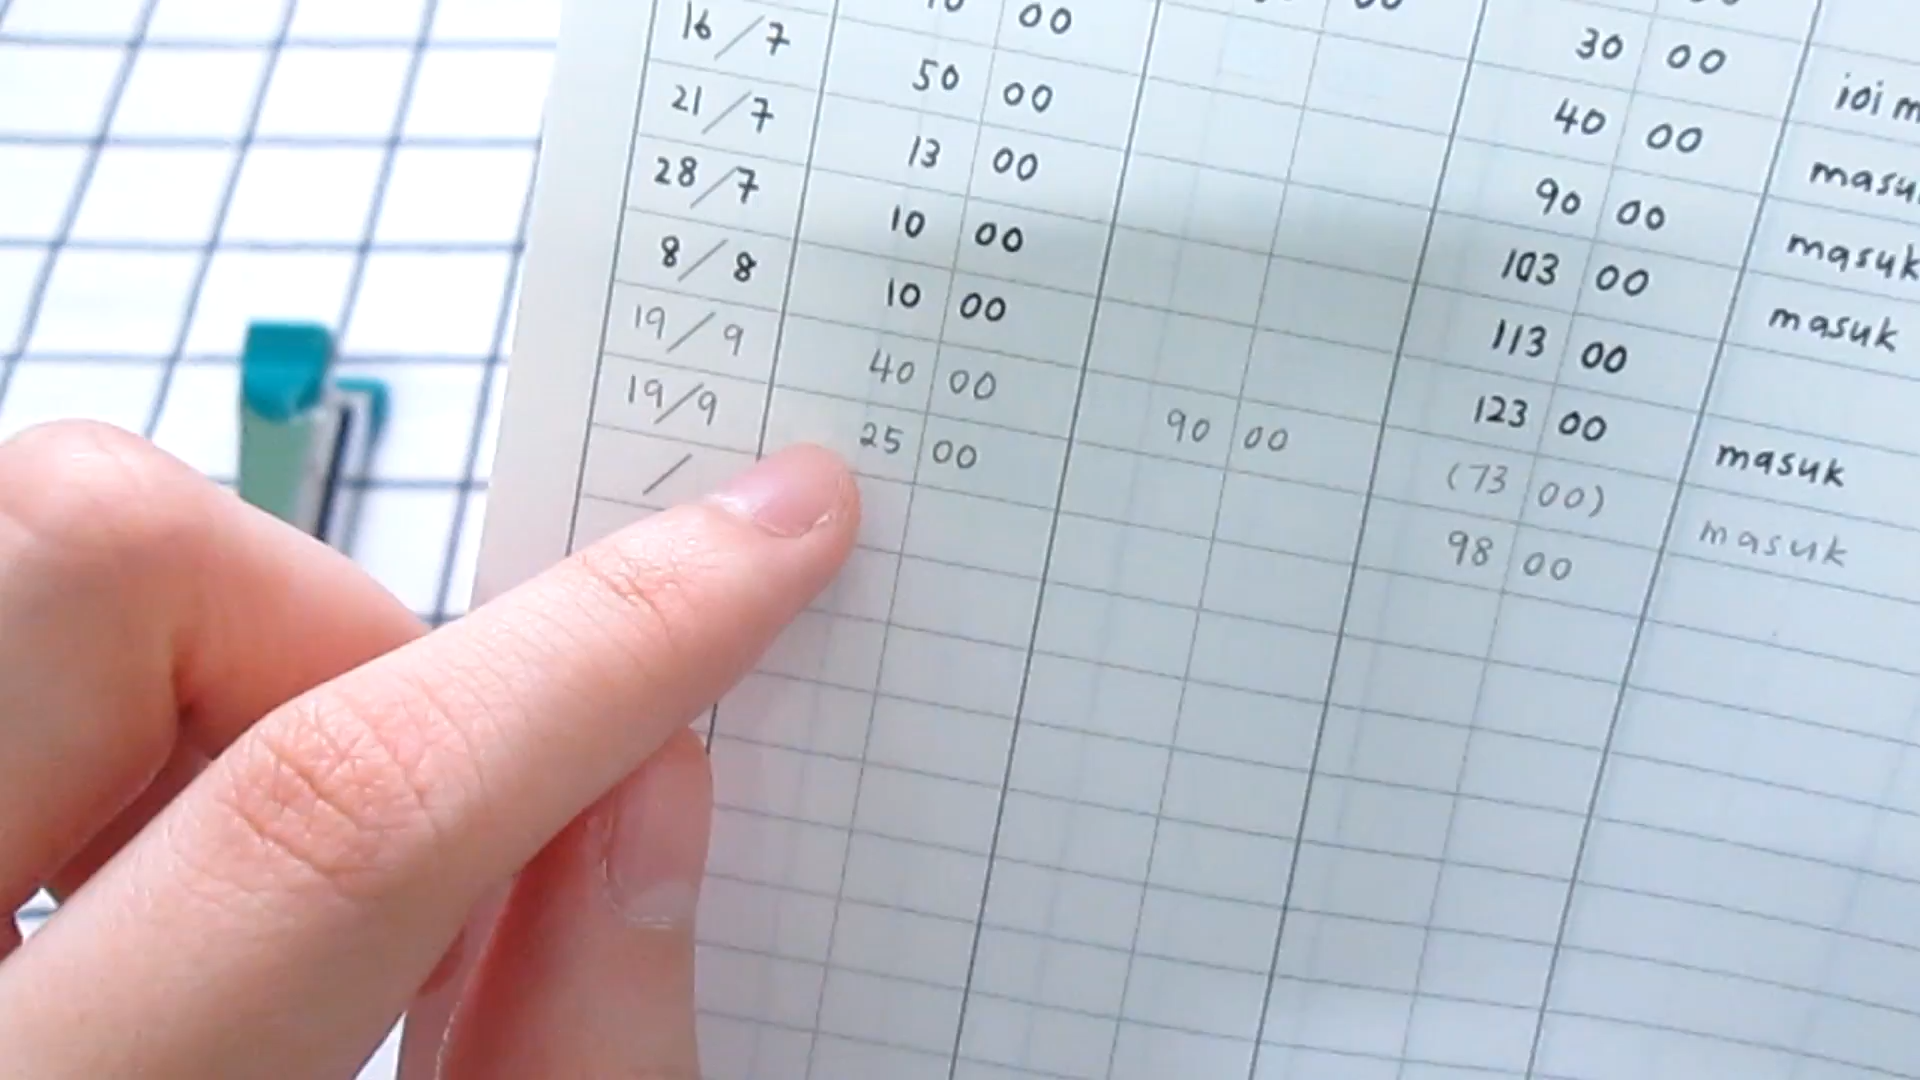 30 00 ioi m
00 40 00 masu
16/7 50 00 90 00 masuk
21/7 13 00 103 00 masuk
28/7 10 00 113 00
8/8 10 00 123 00 masuk
19/9 40 00 90 00 (73 00) masuk
19/9 25 00 98 00
/